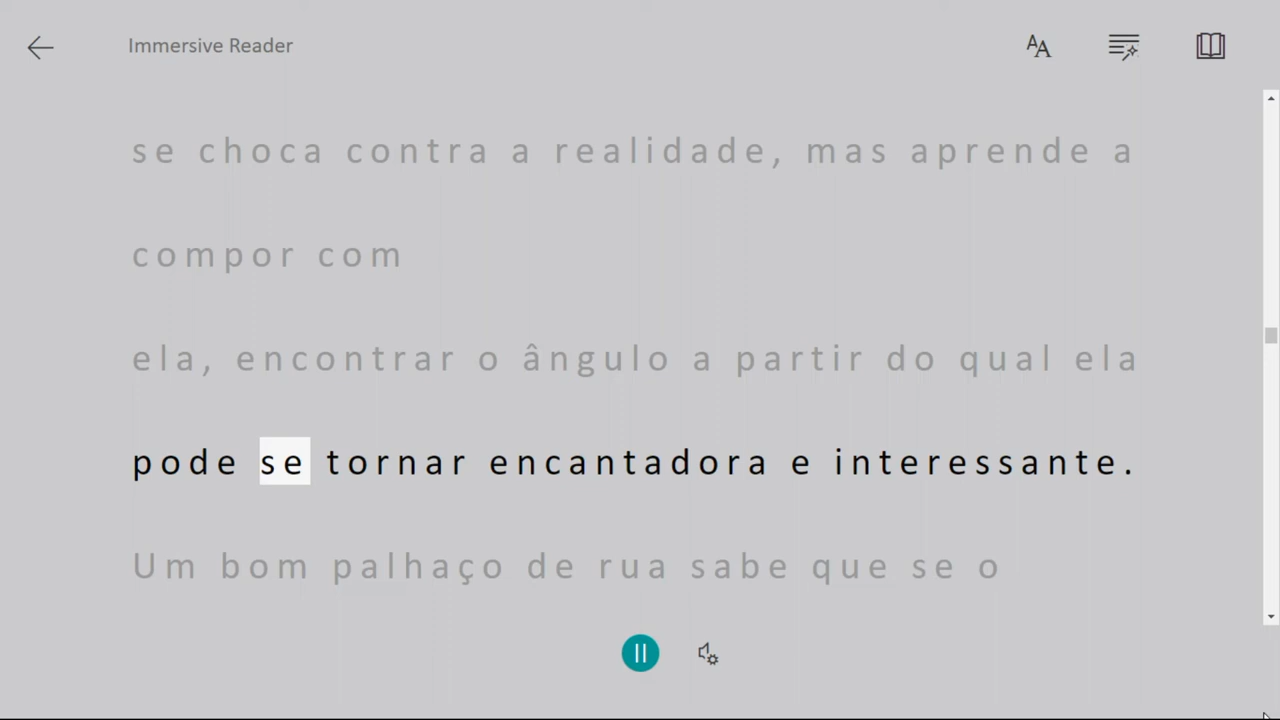 Immersive Reader
se choca contra a realidade, mas aprende a
compor com
ela, encontrar o ângulo a partir do qual ela
pode se tornar encantadora e interessante.
Um bom palhaço de rua sabe que se o